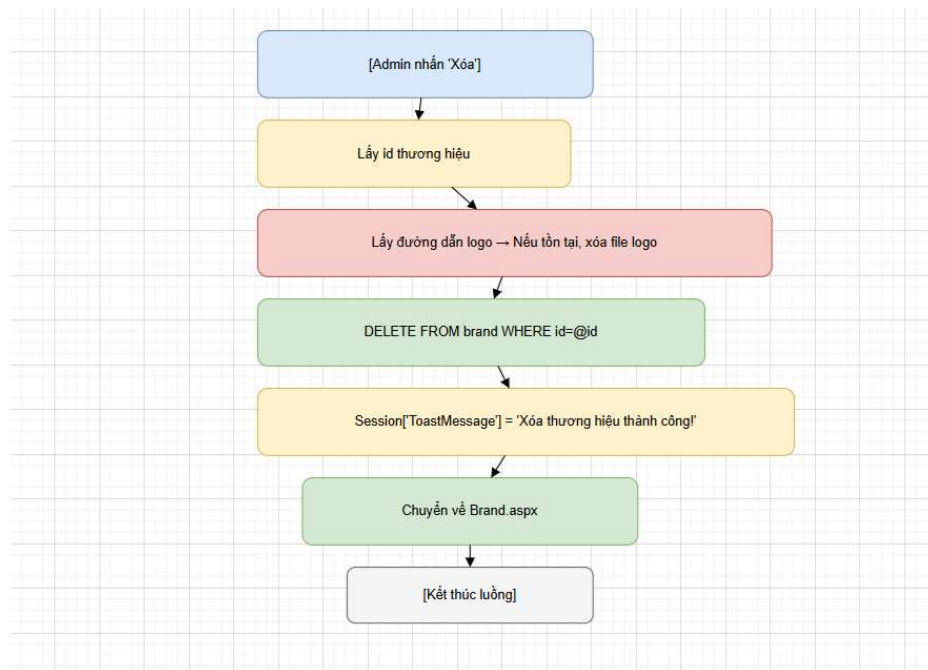 [Admin nhấn 'Xóa']
Lấy id thương hiệu
Lấy đường dẫn logo → Nếu tồn tại, xóa file logo
DELETE FROM brand WHERE id=@id
Session['ToastMessage'] = 'Xóa thương hiệu thành công!'
Chuyển về Brand.aspx
[Kết thúc luồng]